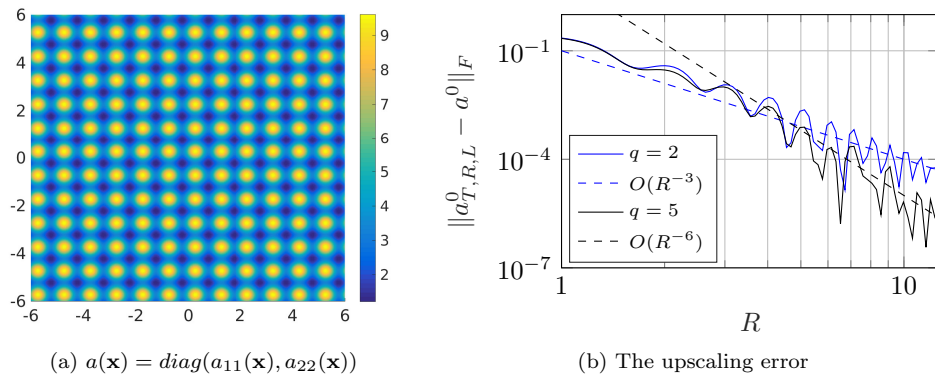 6
4
2
0
-2
-4
-6
-6 -4 -2 0 2 4 6
9
8
7
6
5
4
3
2
(a) a(x) = diag(a₁₁(x), a₂₂(x))
||a⁰_{T,R,L} − a⁰||_F
10⁻¹
10⁻⁴
10⁻⁷
q = 2
O(R⁻³)
q = 5
O(R⁻⁶)
1 10
R
(b) The upscaling error